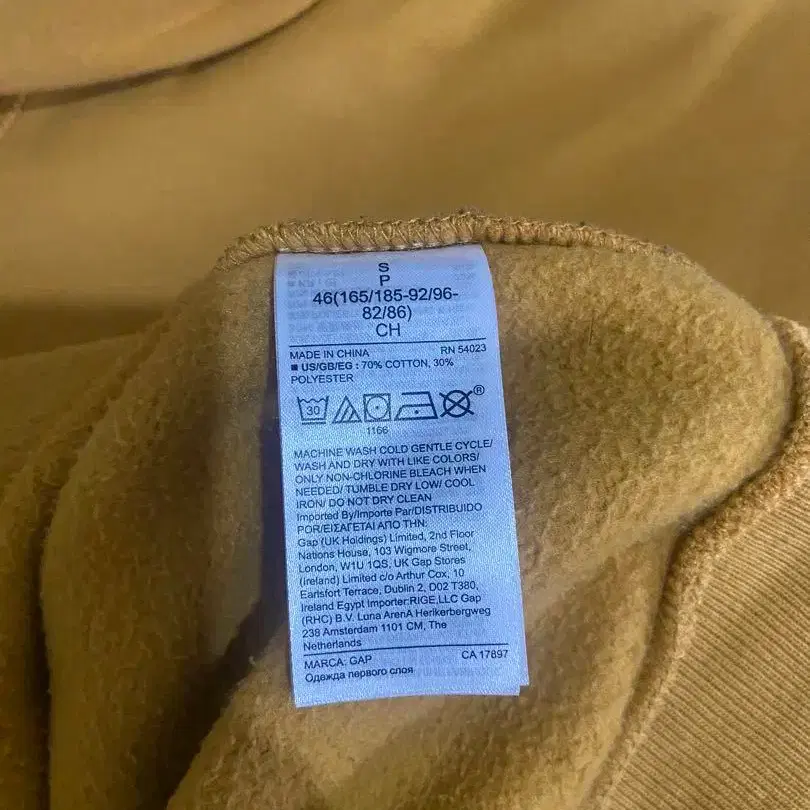 S
P
46(165/185-92/96-
82/86)
CH
MADE IN CHINA RN 54023
■ US/GB/EG : 70% COTTON, 30%
POLYESTER
30 ®
1166
MACHINE WASH COLD GENTLE CYCLE/
WASH AND DRY WITH LIKE COLORS/
ONLY NON-CHLORINE BLEACH WHEN
NEEDED/ TUMBLE DRY LOW/ COOL
IRON/ DO NOT DRY CLEAN
Imported By/Importe Par/DISTRIBUIDO
POR/ΕΙΣΑΓΕΤΑΙ ΑΠΟ ΤΗΝ:
Gap (UK Holdings) Limited, 2nd Floor
Nations House, 103 Wigmore Street,
London, W1U 1QS, UK Gap Stores
(Ireland) Limited c/o Arthur Cox, 10
Earlsfort Terrace, Dublin 2, D02 T380,
Ireland Egypt Importer:RIGE,LLC Gap
(RHC) B.V. Luna ArenA Herikerbergweg
238 Amsterdam 1101 CM, The
Netherlands
MARCA: GAP CA 17897
Одежда первого слоя